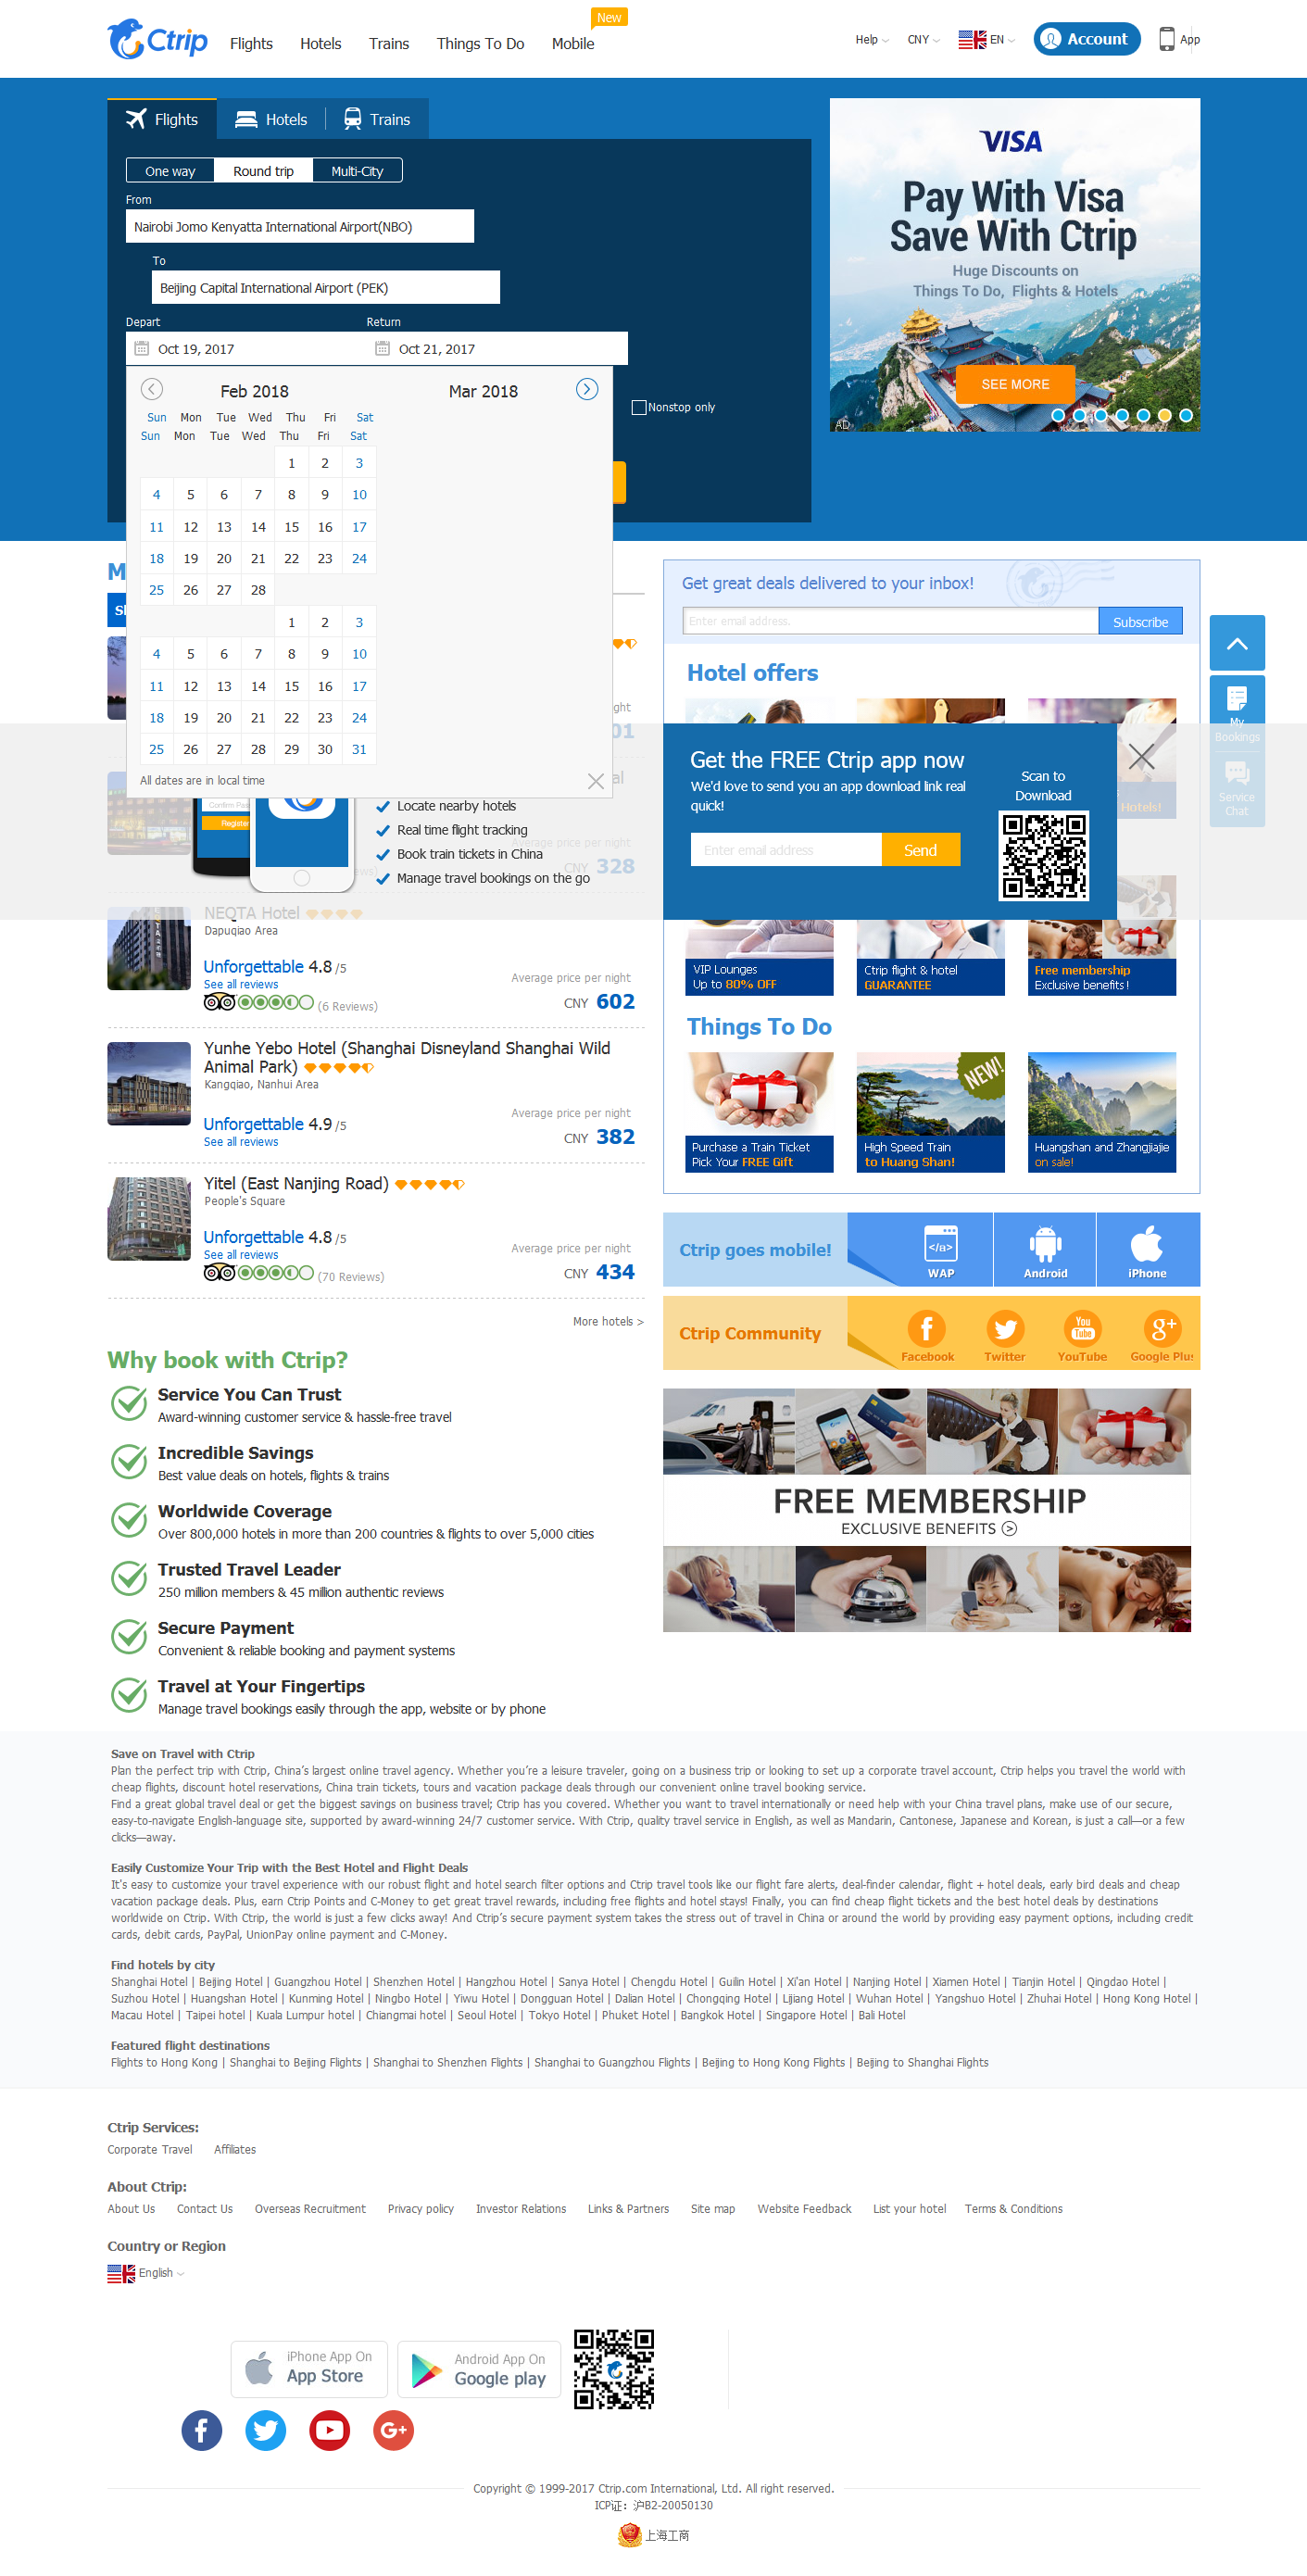 Ctrip
Flights
Hotels
Trains
Things To Do
Mobile
New
Help
CNY
EN
Account
App
Flights
Hotels
Trains
One way
Round trip
Multi-City
From
Nairobi Jomo Kenyatta International Airport(NBO)
To
Beijing Capital International Airport (PEK)
Depart
Return
Oct 19, 2017
Oct 21, 2017
Nonstop only
Feb 2018
Mar 2018
Sun Mon Tue Wed Thu Fri Sat
Sun Mon Tue Wed Thu Fri Sat
1 2 3
4 5 6 7 8 9 10
11 12 13 14 15 16 17
18 19 20 21 22 23 24
25 26 27 28
1 2 3
4 5 6 7 8 9 10
11 12 13 14 15 16 17
18 19 20 21 22 23 24
25 26 27 28 29 30 31
All dates are in local time
VISA
Pay With Visa
Save With Ctrip
Huge Discounts on
Things To Do, Flights & Hotels
SEE MORE
AD
Get great deals delivered to your inbox!
Enter email address.
Subscribe
Hotel offers
My
Bookings
Service
Chat
Hotels!
Get the FREE Ctrip app now
We'd love to send you an app download link real
quick!
Enter email address
Send
Scan to
Download
Register
Locate nearby hotels
Real time flight tracking
Book train tickets in China
Manage travel bookings on the go
Average price per night
CNY 328
NEQTA Hotel
Dapuqiao Area
Unforgettable 4.8 /5
See all reviews
(6 Reviews)
Average price per night
CNY 602
Yunhe Yebo Hotel (Shanghai Disneyland Shanghai Wild
Animal Park)
Kangqiao, Nanhui Area
Unforgettable 4.9 /5
See all reviews
Average price per night
CNY 382
Yitel (East Nanjing Road)
People's Square
Unforgettable 4.8 /5
See all reviews
(70 Reviews)
Average price per night
CNY 434
More hotels >
VIP Lounges
Up to 80% OFF
Ctrip flight & hotel
GUARANTEE
Free membership
Exclusive benefits !
Things To Do
NEW!
Purchase a Train Ticket
Pick Your FREE Gift
High Speed Train
to Huang Shan!
Huangshan and Zhangjiajie
on sale!
Ctrip goes mobile!
</a>
WAP
Android
iPhone
Ctrip Community
Facebook
Twitter
You
Tube
YouTube
g+
Google Plus
FREE MEMBERSHIP
EXCLUSIVE BENEFITS
Why book with Ctrip?
Service You Can Trust
Award-winning customer service & hassle-free travel
Incredible Savings
Best value deals on hotels, flights & trains
Worldwide Coverage
Over 800,000 hotels in more than 200 countries & flights to over 5,000 cities
Trusted Travel Leader
250 million members & 45 million authentic reviews
Secure Payment
Convenient & reliable booking and payment systems
Travel at Your Fingertips
Manage travel bookings easily through the app, website or by phone
Save on Travel with Ctrip
Plan the perfect trip with Ctrip, China's largest online travel agency. Whether you're a leisure traveler, going on a business trip or looking to set up a corporate travel account, Ctrip helps you travel the world with
cheap flights, discount hotel reservations, China train tickets, tours and vacation package deals through our convenient online travel booking service.
Find a great global travel deal or get the biggest savings on business travel; Ctrip has you covered. Whether you want to travel internationally or need help with your China travel plans, make use of our secure,
easy-to-navigate English-language site, supported by award-winning 24/7 customer service. With Ctrip, quality travel service in English, as well as Mandarin, Cantonese, Japanese and Korean, is just a call—or a few
clicks—away.
Easily Customize Your Trip with the Best Hotel and Flight Deals
It's easy to customize your travel experience with our robust flight and hotel search filter options and Ctrip travel tools like our flight fare alerts, deal-finder calendar, flight + hotel deals, early bird deals and cheap
vacation package deals. Plus, earn Ctrip Points and C-Money to get great travel rewards, including free flights and hotel stays! Finally, you can find cheap flight tickets and the best hotel deals by destinations
worldwide on Ctrip. With Ctrip, the world is just a few clicks away! And Ctrip's secure payment system takes the stress out of travel in China or around the world by providing easy payment options, including credit
cards, debit cards, PayPal, UnionPay online payment and C-Money.
Find hotels by city
Shanghai Hotel | Beijing Hotel | Guangzhou Hotel | Shenzhen Hotel | Hangzhou Hotel | Sanya Hotel | Chengdu Hotel | Guilin Hotel | Xi'an Hotel | Nanjing Hotel | Xiamen Hotel | Tianjin Hotel | Qingdao Hotel |
Suzhou Hotel | Huangshan Hotel | Kunming Hotel | Ningbo Hotel | Yiwu Hotel | Dongguan Hotel | Dalian Hotel | Chongqing Hotel | Lijiang Hotel | Wuhan Hotel | Yangshuo Hotel | Zhuhai Hotel | Hong Kong Hotel |
Macau Hotel | Taipei hotel | Kuala Lumpur hotel | Chiangmai hotel | Seoul Hotel | Tokyo Hotel | Phuket Hotel | Bangkok Hotel | Singapore Hotel | Bali Hotel
Featured flight destinations
Flights to Hong Kong | Shanghai to Beijing Flights | Shanghai to Shenzhen Flights | Shanghai to Guangzhou Flights | Beijing to Hong Kong Flights | Beijing to Shanghai Flights
Ctrip Services:
Corporate Travel
Affiliates
About Ctrip:
About Us
Contact Us
Overseas Recruitment
Privacy policy
Investor Relations
Links & Partners
Site map
Website Feedback
List your hotel
Terms & Conditions
Country or Region
English
iPhone App On
App Store
Android App On
Google play
G+
Copyright © 1999-2017 Ctrip.com International, Ltd. All right reserved.
ICP证：沪B2-20050130
上海工商